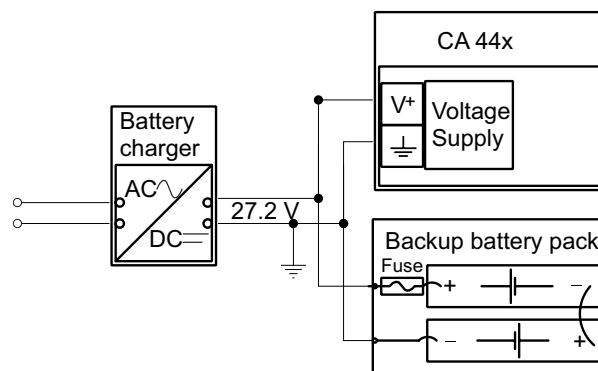 CA 44x
V+
Voltage
Supply
Battery
charger
AC
DC
27.2 V
Backup battery pack
Fuse
+
−
−
+